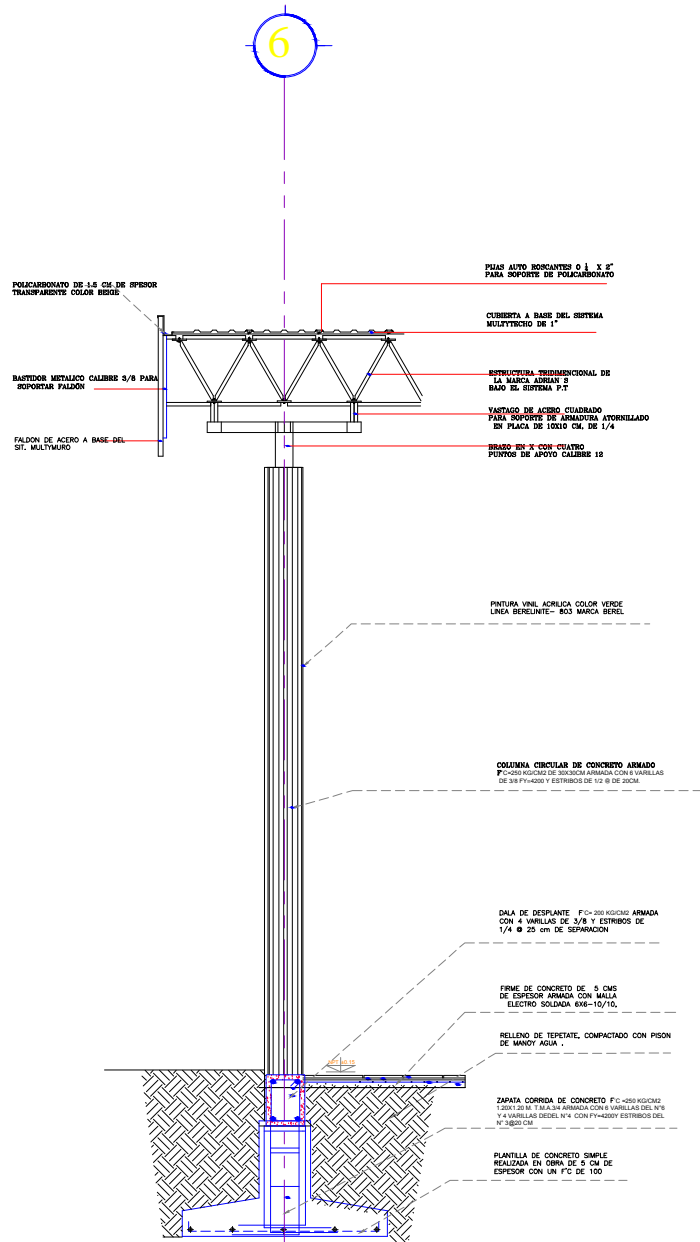 6
PIJAS AUTO ROSCANTES O ¼ X 2"
PARA SOPORTE DE POLICARBONATO
POLICARBONATO DE 1.5 CM DE SPESOR
TRANSPARENTE COLOR BEIGE
CUBIERTA A BASE DEL SISTEMA
MULTYTECHO DE 1"
BASTIDOR METALICO CALIBRE 3/8 PARA
SOPORTAR FALDÓN
ESTRUCTURA TRIDIMENCIONAL DE
LA MARCA ADRIAN S
BAJO EL SISTEMA P.T
VASTAGO DE ACERO CUADRADO
PARA SOPORTE DE ARMADURA ATORNILLADO
EN PLACA DE 10X10 CM, DE 1/4
FALDON DE ACERO A BASE DEL
SIT. MULTYMURO
BRAZO EN X CON CUATRO
PUNTOS DE APOYO CALIBRE 12
PINTURA VINIL ACRILICA COLOR VERDE
LINEA BERELINITE- 803 MARCA BEREL
COLUMNA CIRCULAR DE CONCRETO ARMADO
F'C=250 KG/CM2 DE 30X30CM ARMADA CON 6 VARILLAS
DE 3/8 FY=4200 Y ESTRIBOS DE 1/2 @ DE 20CM.
DALA DE DESPLANTE F'C= 200 KG/CM2 ARMADA
CON 4 VARILLAS DE 3/8 Y ESTRIBOS DE
1/4 @ 25 cm DE SEPARACION
FIRME DE CONCRETO DE 5 CMS
DE ESPESOR ARMADA CON MALLA
ELECTRO SOLDADA 6X6-10/10,
RELLENO DE TEPETATE, COMPACTADO CON PISON
DE MANOY AGUA .
ZAPATA CORRIDA DE CONCRETO F'C =250 KG/CM2
1.20X1.20 M. T.M.A.3/4 ARMADA CON 6 VARILLAS DEL N°6
Y 4 VARILLAS DEDEL N°4 CON FY=4200Y ESTRIBOS DEL
N° 3@20 CM
PLANTILLA DE CONCRETO SIMPLE
REALIZADA EN OBRA DE 5 CM DE
ESPESOR CON UN F'C DE 100